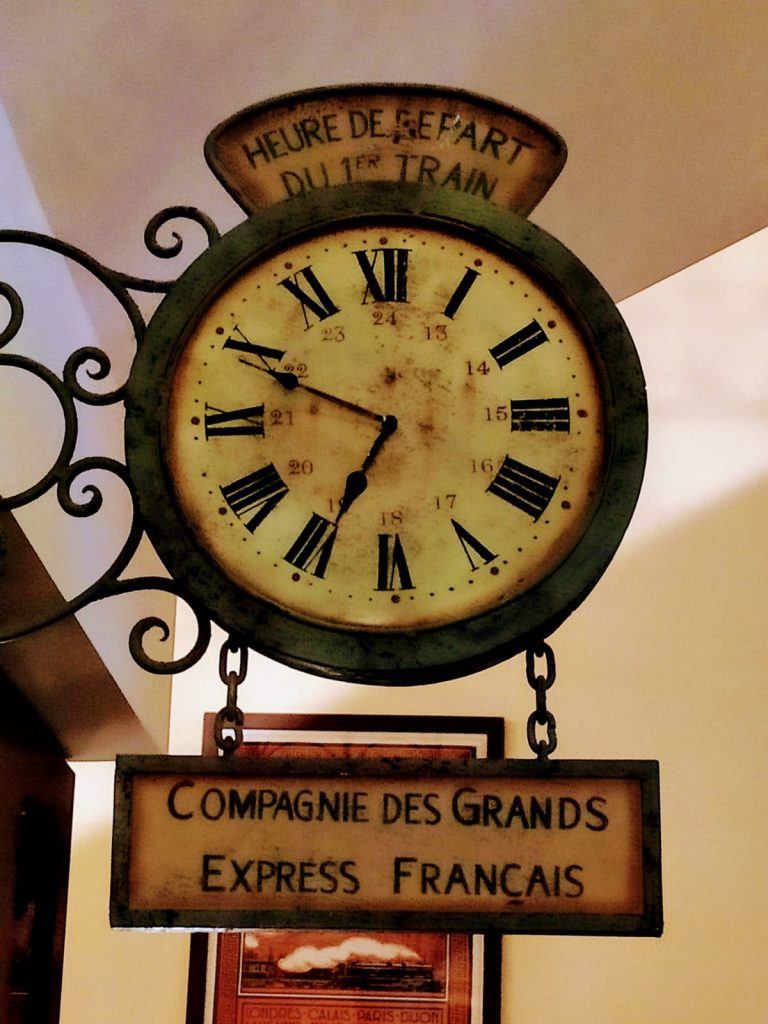 HEURE DE DEPART
DU 1ER TRAIN
XII
XI
I
24
23
13
X
II
22
14
IX
III
21
15
VIII
IIII
20
16
19
17
18
VII
V
VI
COMPAGNIE DES GRANDS
EXPRESS FRANÇAIS
LONDRES-CALAIS-PARIS-DIJON